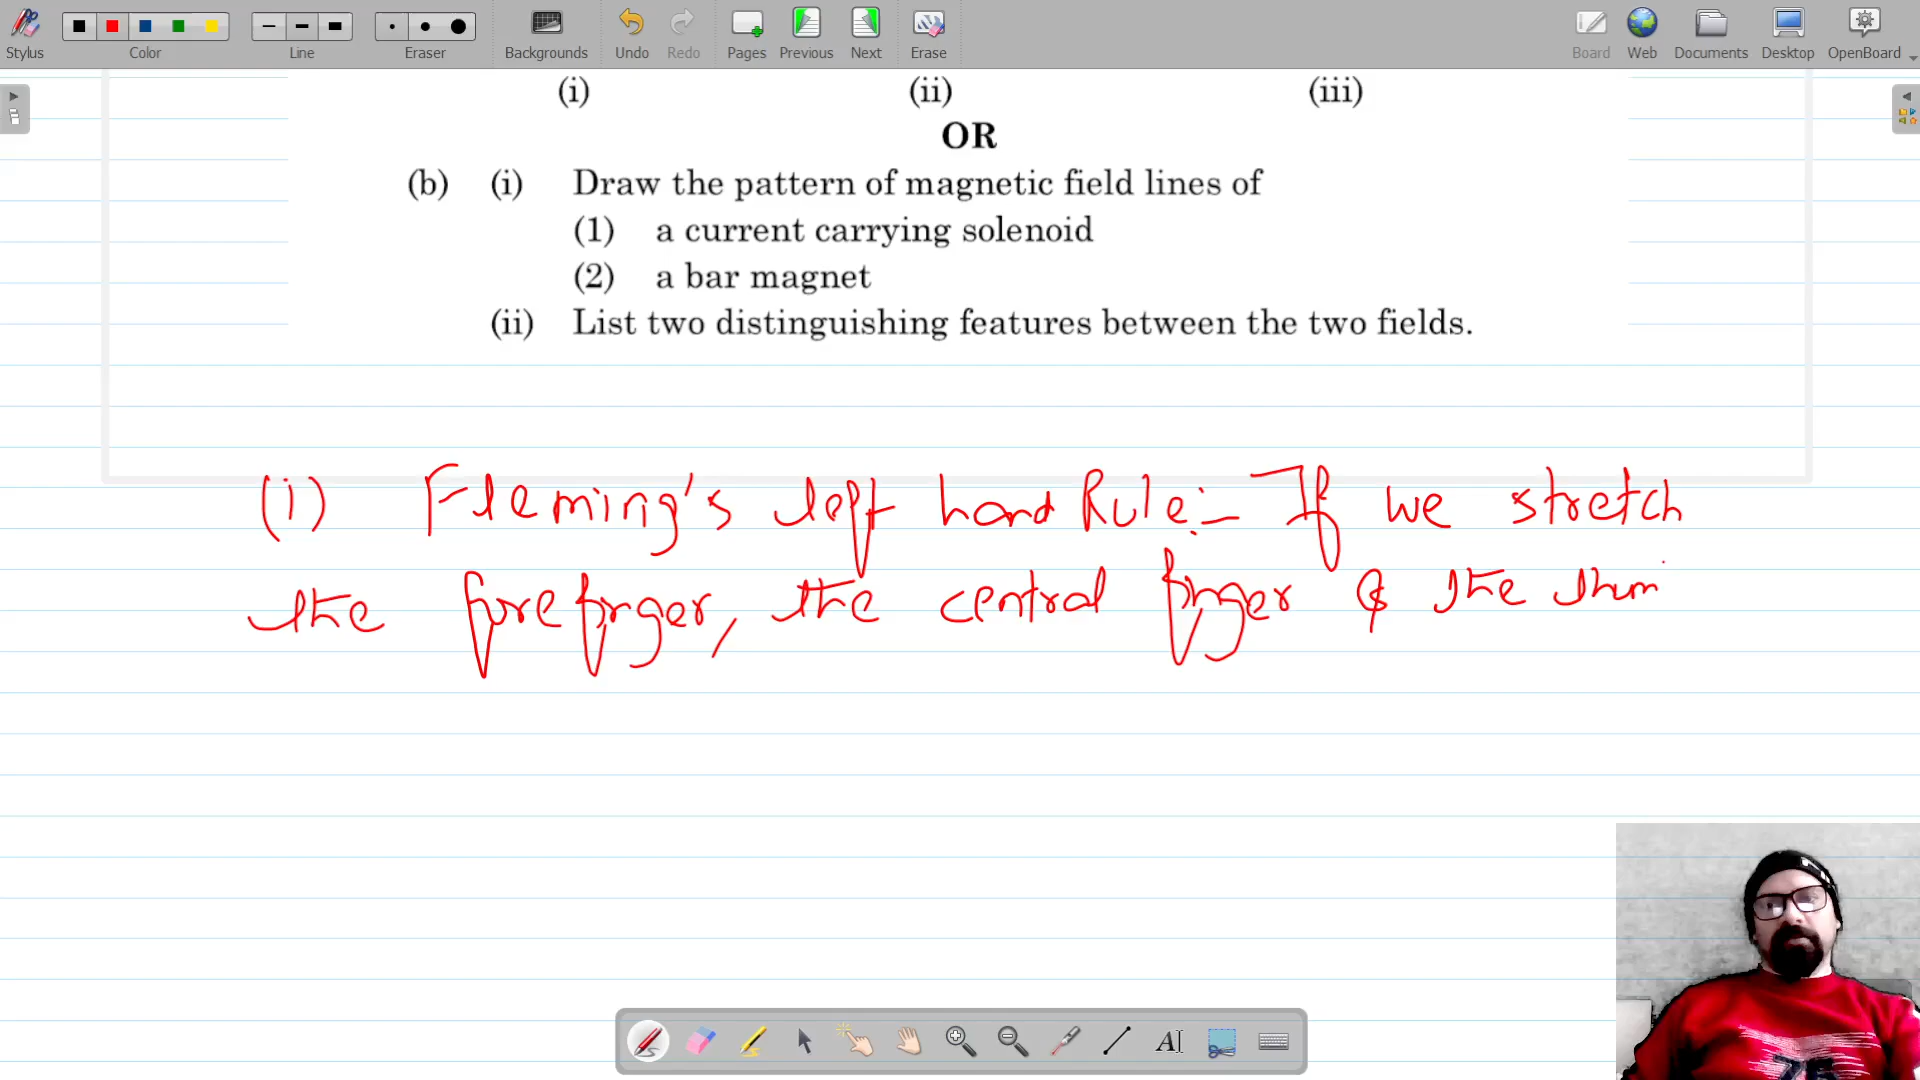 Stylus Color Line Eraser Backgrounds Undo Redo Pages Previous Next Erase Board Web Documents Desktop OpenBoard
(i) (ii) (iii)
OR
(b) (i) Draw the pattern of magnetic field lines of
(1) a current carrying solenoid
(2) a bar magnet
(ii) List two distinguishing features between the two fields.
(i) Fleming's left hand Rule:- If we stretch
the forefinger, the central finger & the thum